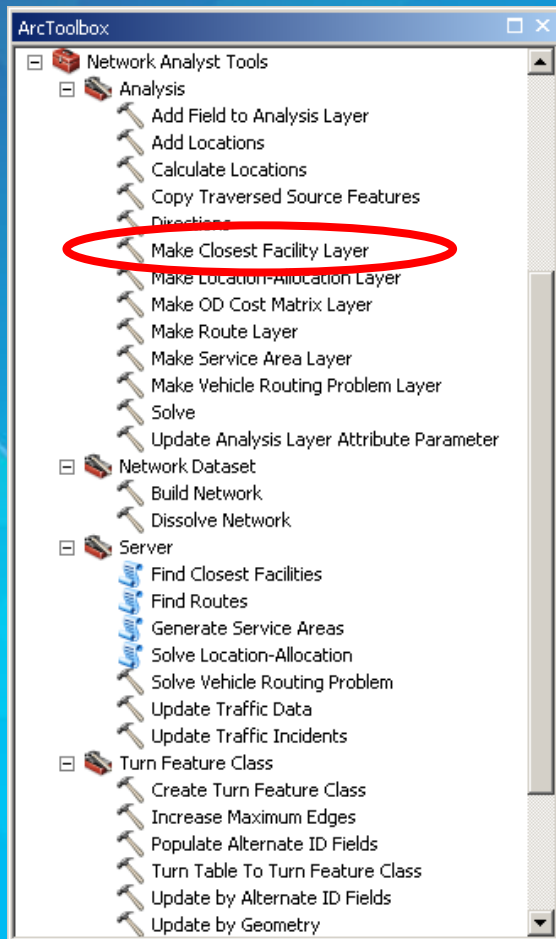 ArcToolbox
Network Analyst Tools
Analysis
Add Field to Analysis Layer
Add Locations
Calculate Locations
Copy Traversed Source Features
Directions
Make Closest Facility Layer
Make Location-Allocation Layer
Make OD Cost Matrix Layer
Make Route Layer
Make Service Area Layer
Make Vehicle Routing Problem Layer
Solve
Update Analysis Layer Attribute Parameter
Network Dataset
Build Network
Dissolve Network
Server
Find Closest Facilities
Find Routes
Generate Service Areas
Solve Location-Allocation
Solve Vehicle Routing Problem
Update Traffic Data
Update Traffic Incidents
Turn Feature Class
Create Turn Feature Class
Increase Maximum Edges
Populate Alternate ID Fields
Turn Table To Turn Feature Class
Update by Alternate ID Fields
Update by Geometry